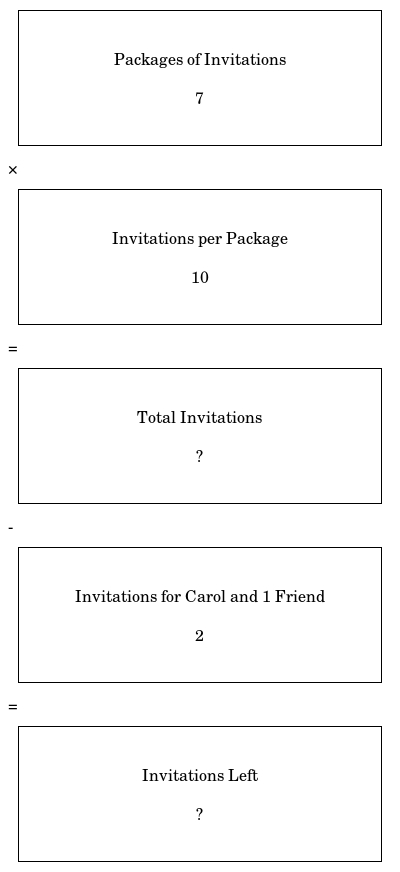 Packages of Invitations
7
×
Invitations per Package
10
=
Total Invitations
?
-
Invitations for Carol and 1 Friend
2
=
Invitations Left
?